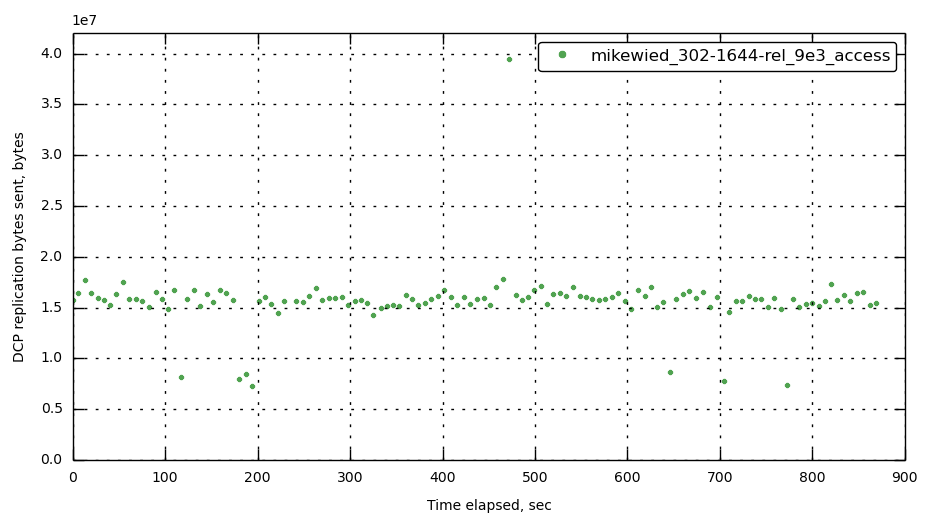 1e7
mikewied_302-1644-rel_9e3_access
4.0
3.5
3.0
2.5
2.0
1.5
1.0
0.5
0.0
DCP replication bytes sent, bytes
0 100 200 300 400 500 600 700 800 900
Time elapsed, sec